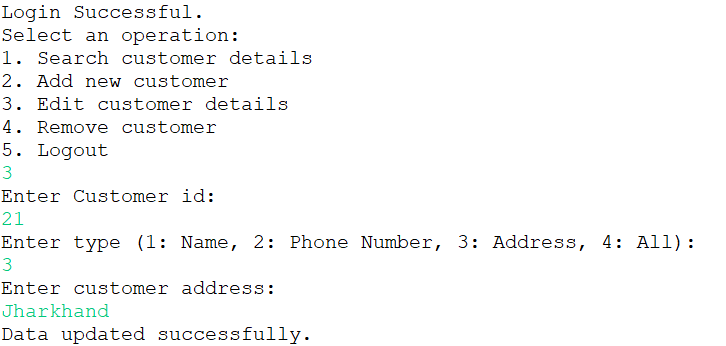 Login Successful.
Select an operation:
1. Search customer details
2. Add new customer
3. Edit customer details
4. Remove customer
5. Logout
3
Enter Customer id:
21
Enter type (1: Name, 2: Phone Number, 3: Address, 4: All):
3
Enter customer address:
Jharkhand
Data updated successfully.